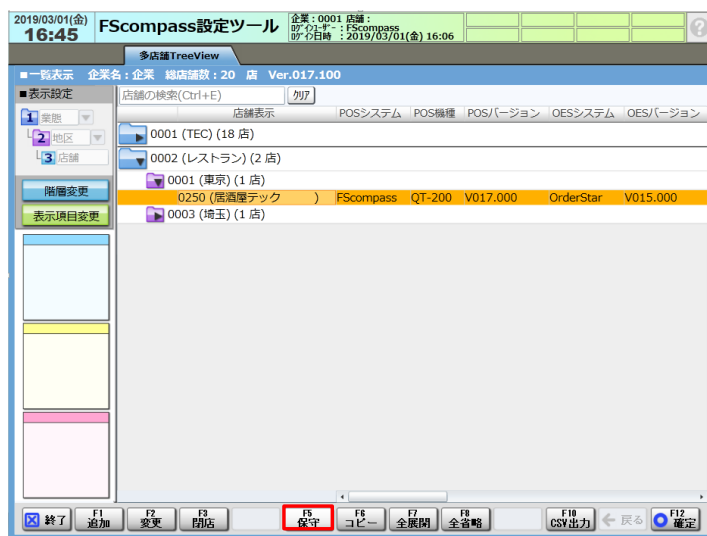 2019/03/01(金)
16:45
FScompass設定ツール
企業:0001 店舗:
ﾛｸﾞｲﾝﾕｰｻﾞｰ:FScompass
ﾛｸﾞｲﾝ日時 :2019/03/01(金) 16:06
多店舗TreeView
■一覧表示 企業名:企業 総店舗数:20 店 Ver.017.100
■表示設定
店舗の検索(Ctrl+E) ｸﾘｱ
店舗表示 POSシステム POS機種 POSバージョン OESシステム OESバージョン
1 業態
2 地区
3 店舗
階層変更
表示項目変更
0001 (TEC) (18 店)
0002 (レストラン) (2 店)
0001 (東京) (1 店)
0250 (居酒屋テック ) FScompass QT-200 V017.000 OrderStar V015.000
0003 (埼玉) (1 店)
終了 F1 追加 F2 変更 F3 閉店 F5 保守 F6 コピー F7 全展開 F8 全省略 F10 CSV出力 戻る F12 確定